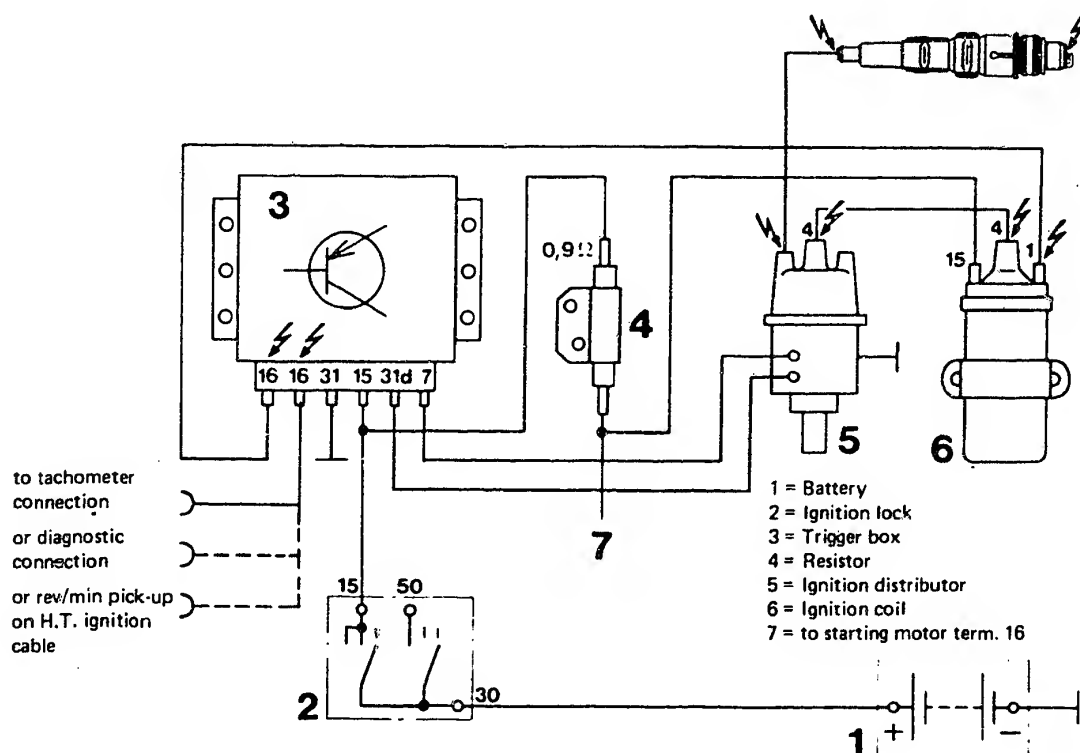 3
0,9Ω
4
4
4
1
15
16 16 31 15 31d 7
5
6
to tachometer
connection
or diagnostic
connection
or rev/min pick-up
on H.T. ignition
cable
7
1 = Battery
2 = Ignition lock
3 = Trigger box
4 = Resistor
5 = Ignition distributor
6 = Ignition coil
7 = to starting motor term. 16
15
50
2
30
1
+
−